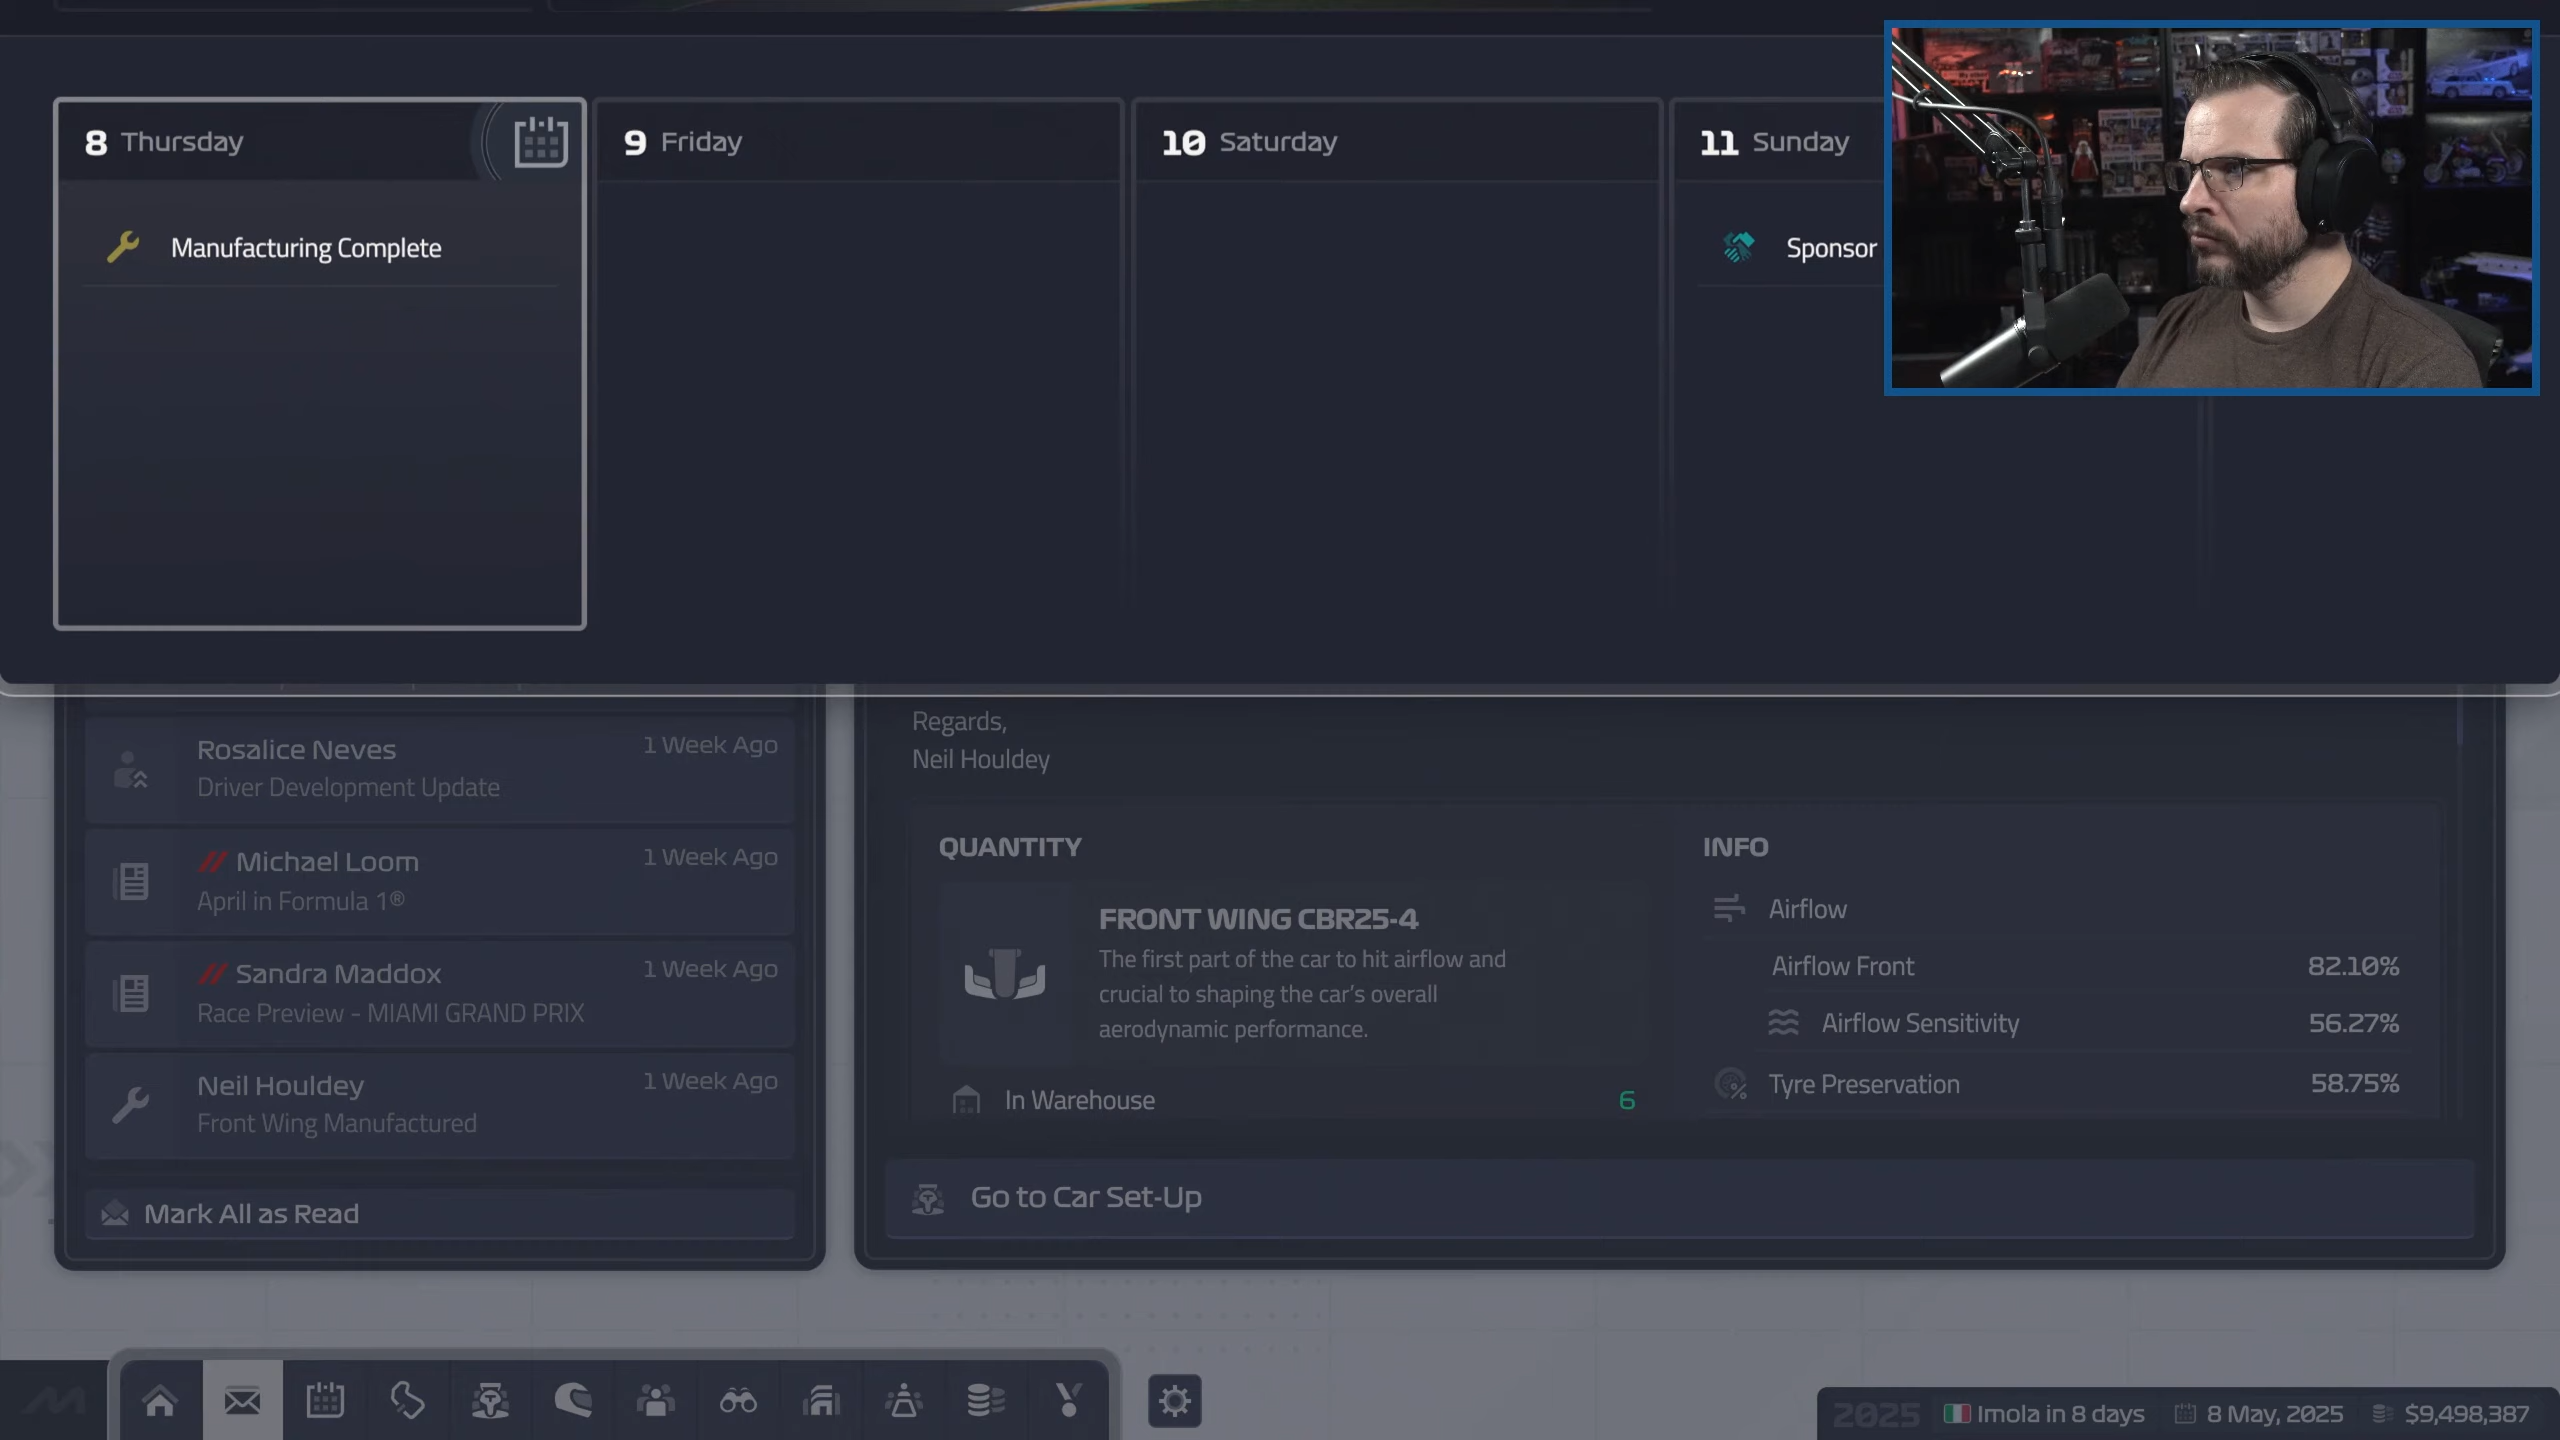 8 Thursday
Manufacturing Complete
9 Friday
10 Saturday
11 Sunday
Sponsor
Rosalice Neves
1 Week Ago
Driver Development Update
Michael Loom
1 Week Ago
April in Formula 1®
Sandra Maddox
1 Week Ago
Race Preview - MIAMI GRAND PRIX
Neil Houldey
1 Week Ago
Front Wing Manufactured
Mark All as Read
Regards,
Neil Houldey
QUANTITY
FRONT WING CBR25-4
The first part of the car to hit airflow and
crucial to shaping the car's overall
aerodynamic performance.
In Warehouse 6
INFO
Airflow
Airflow Front 82.10%
Airflow Sensitivity 56.27%
Tyre Preservation 58.75%
Go to Car Set-Up
2025 Imola in 8 days 8 May, 2025 $9,498,387